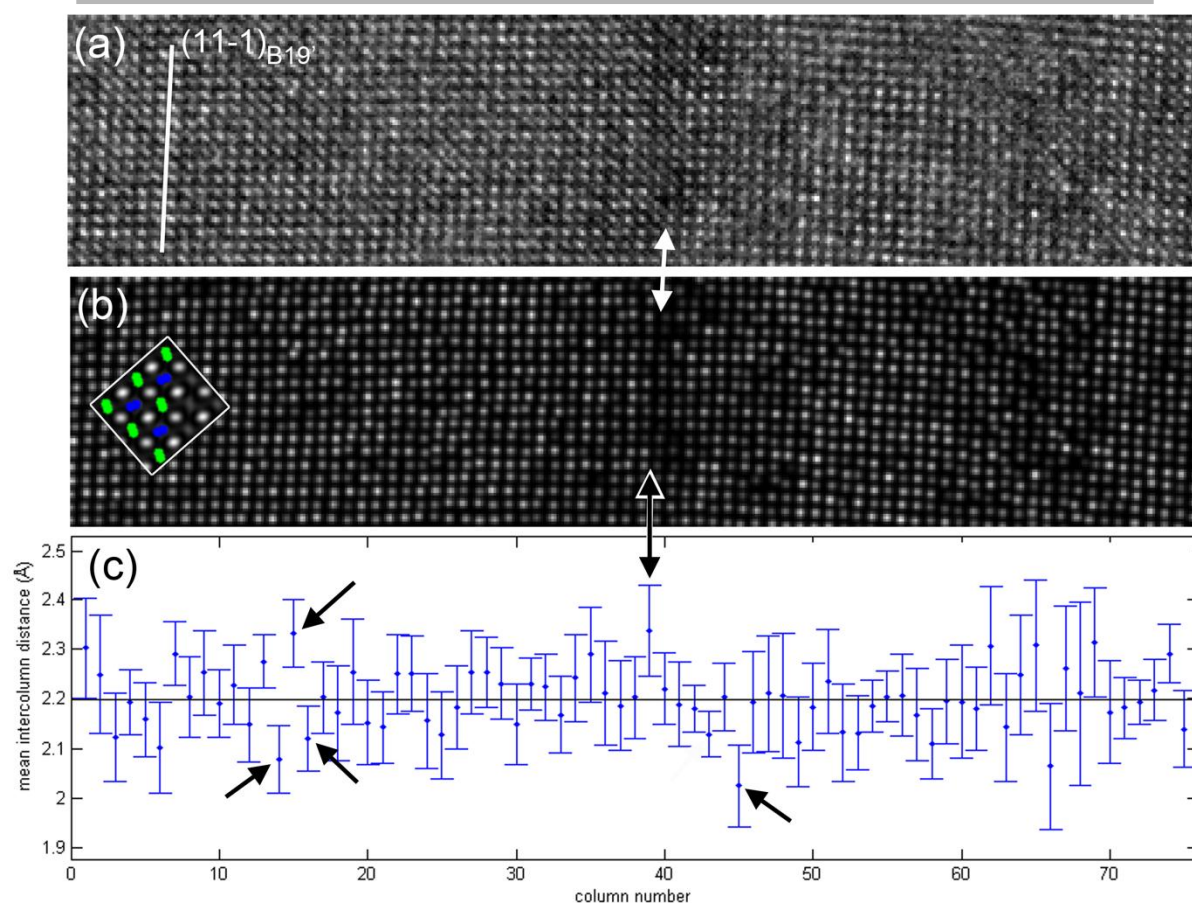 (a)
(11-1)B19'
(b)
(c)
mean intercolumn distance (Å)
2.5
2.4
2.3
2.2
2.1
2
1.9
0 10 20 30 40 50 60 70
column number